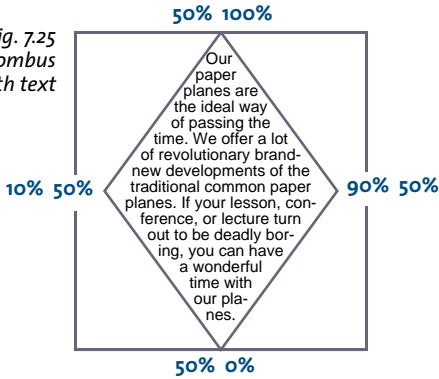 50% 100%
ig. 7.25
ombus
th text
Our
paper
planes are
the ideal way
of passing the
time. We offer a lot
of revolutionary brand-
new developments of the
traditional common paper
planes. If your lesson, con-
ference, or lecture turn
out to be deadly bor-
ing, you can have
a wonderful
time with
our pla-
nes.
10% 50%
90% 50%
50% 0%